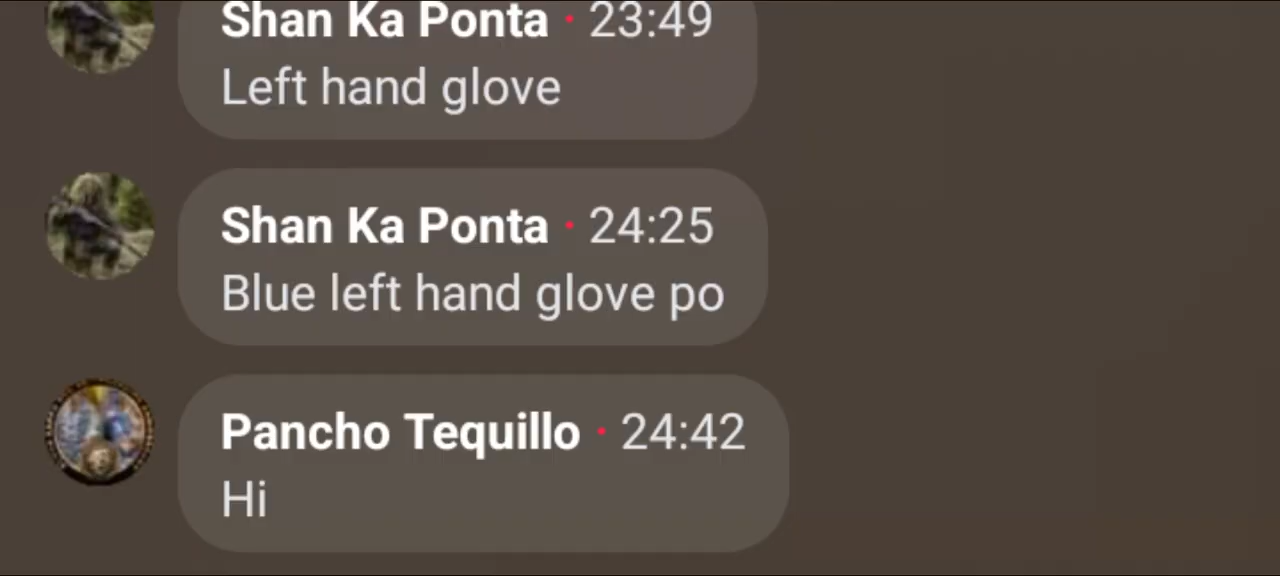 Shan Ka Ponta · 23:49
Left hand glove
Shan Ka Ponta · 24:25
Blue left hand glove po
Pancho Tequillo · 24:42
Hi